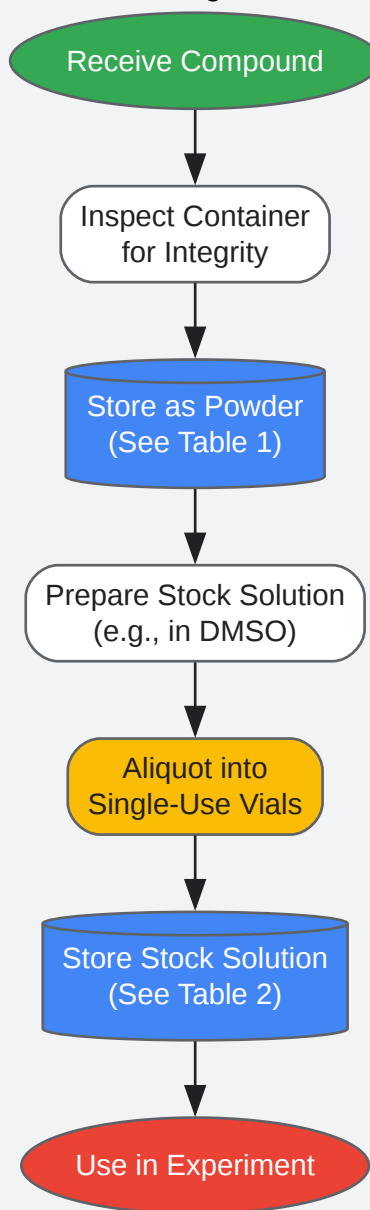 Receive Compound
Inspect Container
for Integrity
Store as Powder
(See Table 1)
Prepare Stock Solution
(e.g., in DMSO)
Aliquot into
Single-Use Vials
Store Stock Solution
(See Table 2)
Use in Experiment